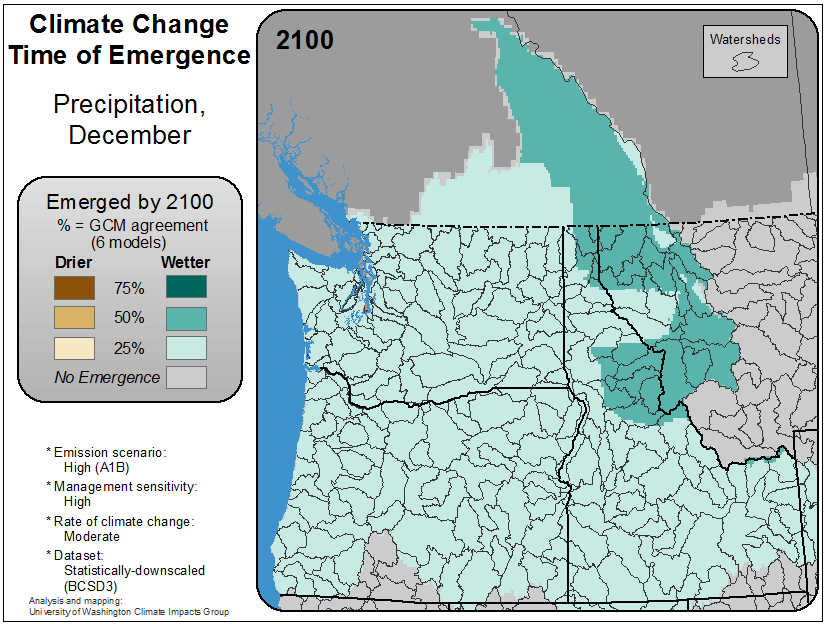 Climate Change
Time of Emergence
Precipitation,
December
Emerged by 2100
% = GCM agreement
(6 models)
Drier Wetter
75%
50%
25%
No Emergence
* Emission scenario:
High (A1B)
* Management sensitivity:
High
* Rate of climate change:
Moderate
* Dataset:
Statistically-downscaled
(BCSD3)
Analysis and mapping:
University of Washington Climate Impacts Group
2100
Watersheds